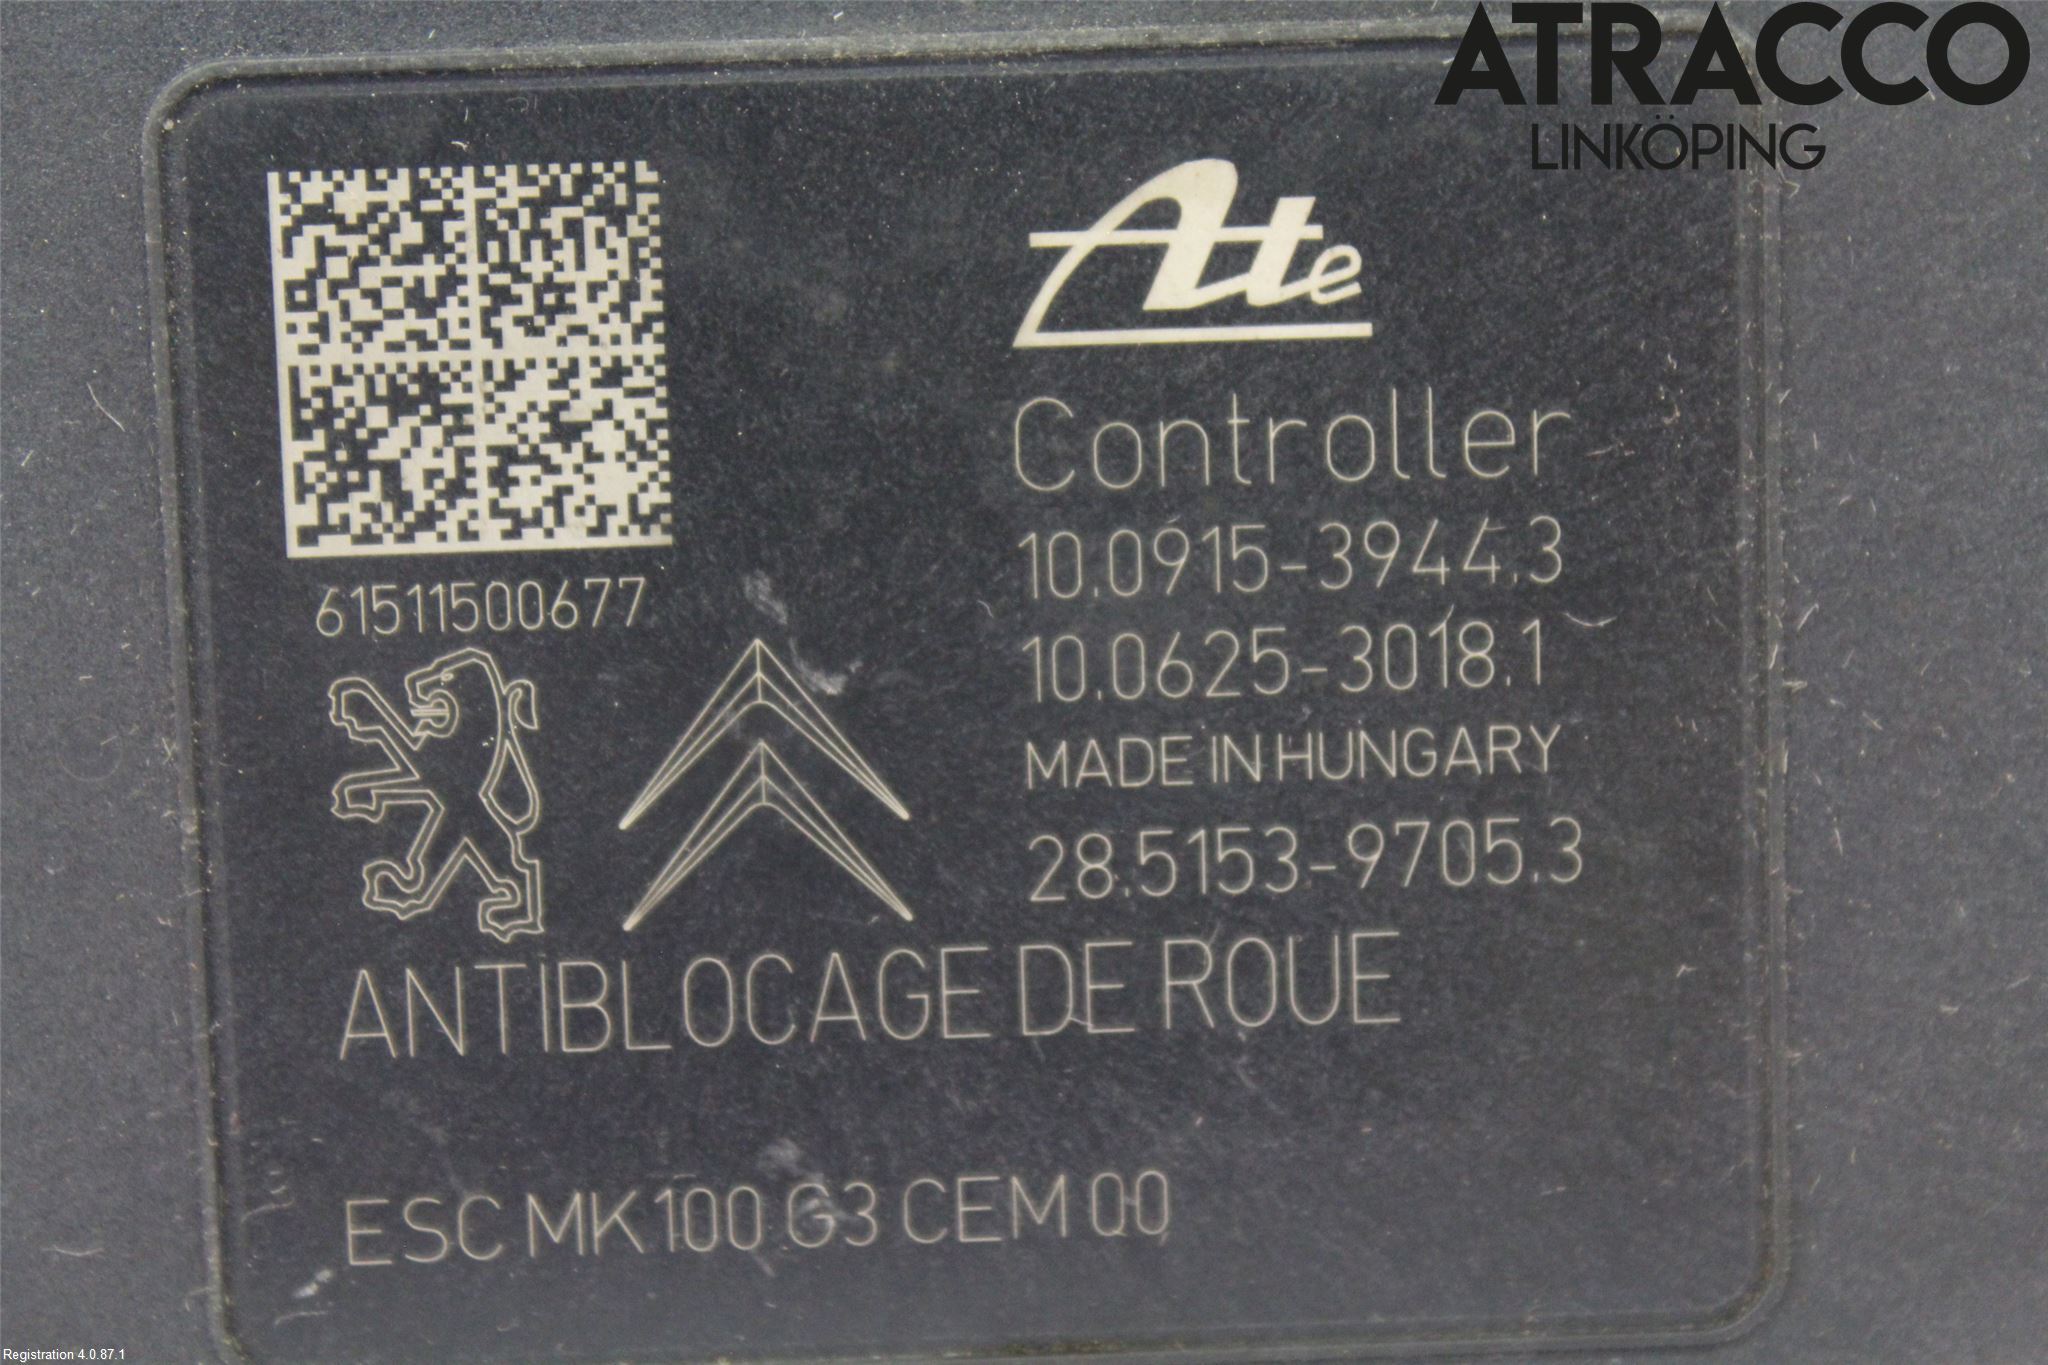 ATRACCO
LINKÖPING
Ate
Controller
10.0915-3944.3
61511500677
10.0625-3018.1
MADE IN HUNGARY
28.5153-9705.3
ANTIBLOCAGE DE ROUE
ESC MK100 G3 CEM 00
Registration 4.0.87.1